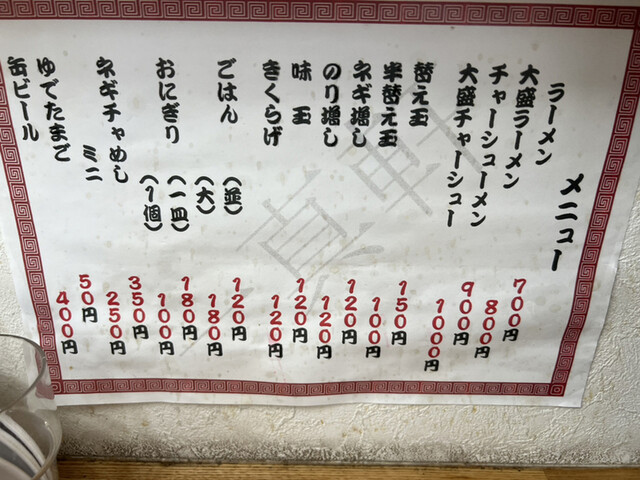 メニュー
ラーメン 700円
大盛ラーメン 800円
チャーシューメン 900円
大盛チャーシュー 1000円
替え玉 150円
半替え玉 100円
ネギ増し 120円
のり増し 120円
味玉 120円
きくらげ 120円
ごはん (並) 120円
(大) 180円
おにぎり (一皿) 180円
(1個) 100円
ネギチャめし 350円
ミニ 250円
ゆでたまご 50円
缶ビール 400円